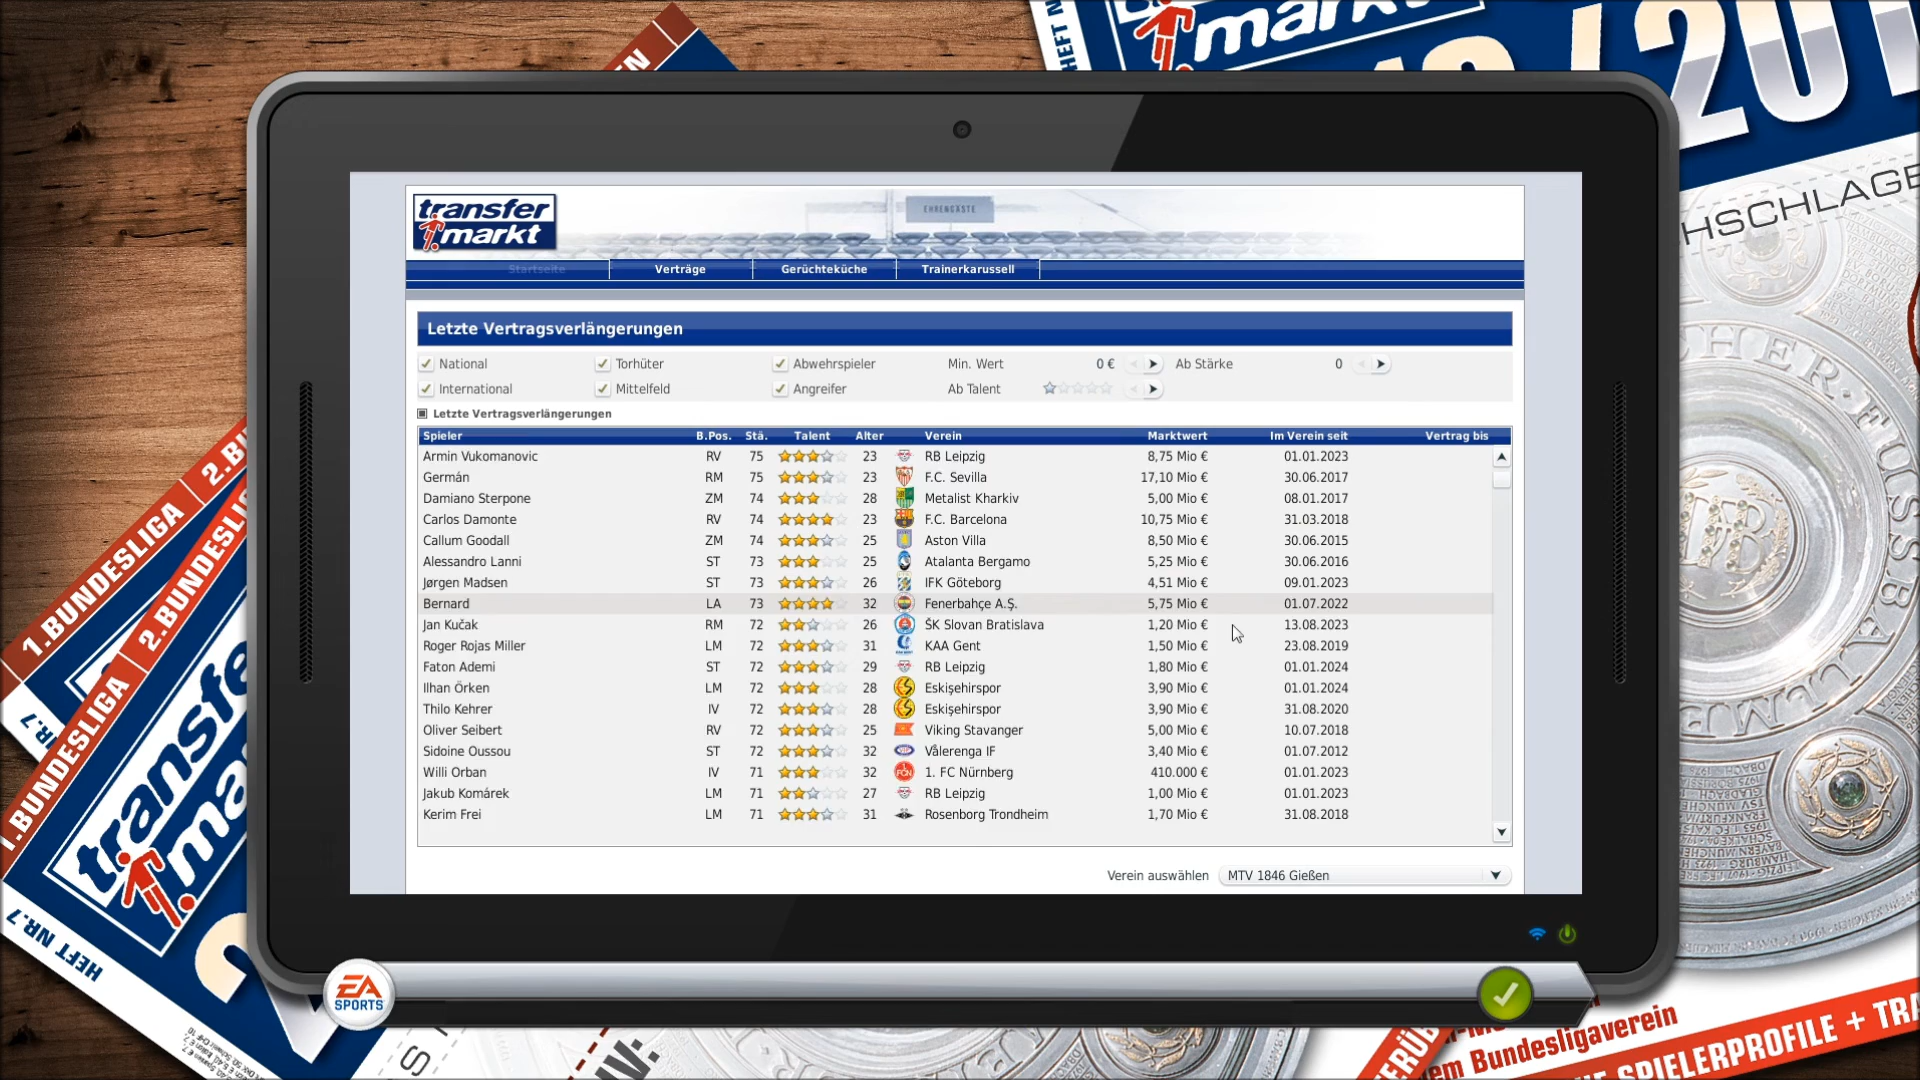 transfer
markt
EHRENGÄSTE
Startseite Verträge Gerüchteküche Trainerkarussell
Letzte Vertragsverlängerungen
National Torhüter Abwehrspieler Min. Wert 0 € Ab Stärke 0
International Mittelfeld Angreifer Ab Talent
Letzte Vertragsverlängerungen
Spieler B.Pos. Stä. Talent Alter Verein Marktwert Im Verein seit Vertrag bis
Armin Vukomanovic RV 75 23 RB Leipzig 8,75 Mio € 01.01.2023
Germán RM 75 23 F.C. Sevilla 17,10 Mio € 30.06.2017
Damiano Sterpone ZM 74 28 Metalist Kharkiv 5,00 Mio € 08.01.2017
Carlos Damonte RV 74 23 F.C. Barcelona 10,75 Mio € 31.03.2018
Callum Goodall ZM 74 25 Aston Villa 8,50 Mio € 30.06.2015
Alessandro Lanni ST 73 25 Atalanta Bergamo 5,25 Mio € 30.06.2016
Jørgen Madsen ST 73 26 IFK Göteborg 4,51 Mio € 09.01.2023
Bernard LA 73 32 Fenerbahçe A.Ş. 5,75 Mio € 01.07.2022
Jan Kučak RM 72 26 ŠK Slovan Bratislava 1,20 Mio € 13.08.2023
Roger Rojas Miller LM 72 31 KAA Gent 1,50 Mio € 23.08.2019
Faton Ademi ST 72 29 RB Leipzig 1,80 Mio € 01.01.2024
Ilhan Örken LM 72 28 Eskişehirspor 3,90 Mio € 01.01.2024
Thilo Kehrer IV 72 28 Eskişehirspor 3,90 Mio € 31.08.2020
Oliver Seibert RV 72 25 Viking Stavanger 5,00 Mio € 10.07.2018
Sidoine Oussou ST 72 32 Vålerenga IF 3,40 Mio € 01.07.2012
Willi Orban IV 71 32 1. FC Nürnberg 410.000 € 01.01.2023
Jakub Komárek LM 71 27 RB Leipzig 1,00 Mio € 01.01.2023
Kerim Frei LM 71 31 Rosenborg Trondheim 1,70 Mio € 31.08.2018
Verein auswählen MTV 1846 Gießen
EA
SPORTS
1.BUNDESLIGA 2.BU
1.BUNDESLIGA 2.BUNDESLIG
transfe
ma
HEFT NR.7
HEFT N
mark
HSCHLAGE
em Bundesligaverein
SPIELERPROFILE + TRA